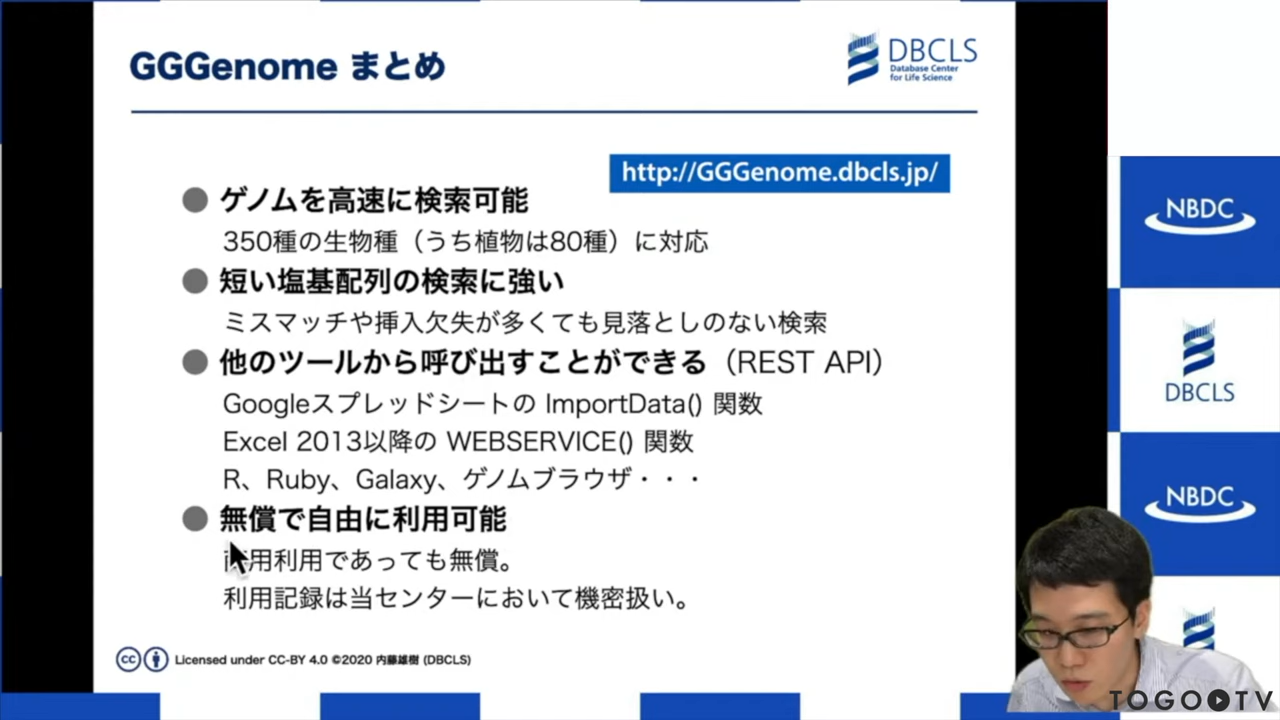 GGGenome まとめ
DBCLS
Database Center
for Life Science
http://GGGenome.dbcls.jp/
ゲノムを高速に検索可能
350種の生物種（うち植物は80種）に対応
短い塩基配列の検索に強い
ミスマッチや挿入欠失が多くても見落としのない検索
他のツールから呼び出すことができる（REST API）
Googleスプレッドシートの ImportData() 関数
Excel 2013以降の WEBSERVICE() 関数
R、Ruby、Galaxy、ゲノムブラウザ・・・
無償で自由に利用可能
用利用であっても無償。
利用記録は当センターにおいて機密扱い。
cc Licensed under CC-BY 4.0 ©2020 内藤雄樹 (DBCLS)
NBDC
DBCLS
NBDC
TOGO TV